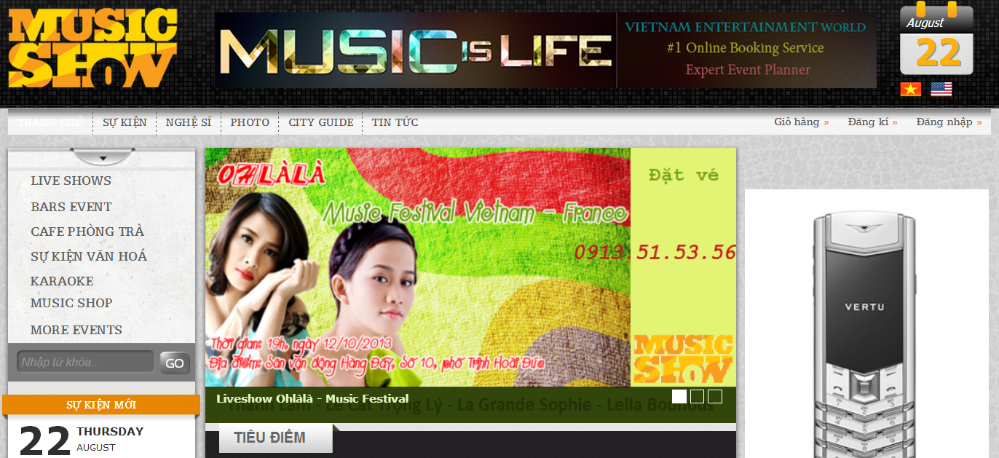 MUSIC
SHOW
MUSIC IS LIFE
VIETNAM ENTERTAINMENT WORLD
#1 Online Booking Service
Expert Event Planner
August
22
TRANG CHỦ
SỰ KIỆN
NGHỆ SĨ
PHOTO
CITY GUIDE
TIN TỨC
Giỏ hàng »
Đăng kí »
Đăng nhập »
LIVE SHOWS
BARS EVENT
CAFE PHÒNG TRÀ
SỰ KIỆN VĂN HOÁ
KARAOKE
MUSIC SHOP
MORE EVENTS
Nhập từ khóa...
GO
SỰ KIỆN MỚI
22
THURSDAY
AUGUST
OH LÀLÀ
Music Festival Vietnam - France
Đặt vé
0913.51.53.56
Thời gian: 19h, ngày 12/10/2013
Địa điểm: Sân vận động Hàng Đẫy, Số 10, phố Trịnh Hoài Đức
MUSIC
SHOW
Liveshow Ohlàlà - Music Festival
Thanh Lam - Lê Cát Trọng Lý - La Grande Sophie - Leila Bounous
TIÊU ĐIỂM
VERTU